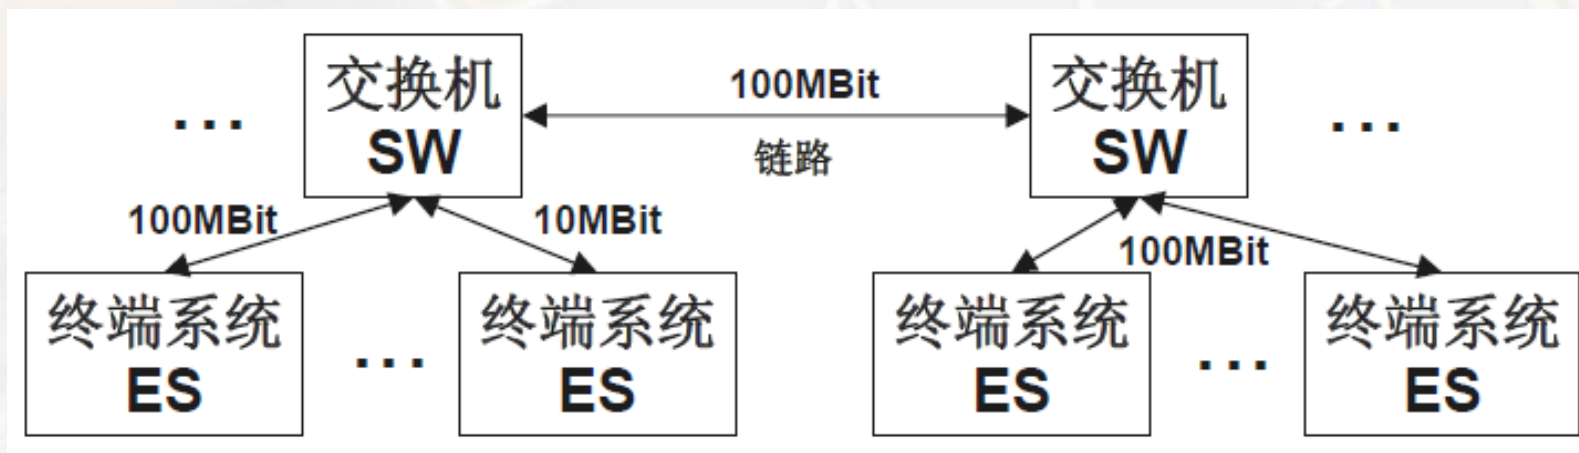 交换机
SW
100MBit
链路
交换机
SW
...
...
100MBit
10MBit
100MBit
终端系统
ES
...
终端系统
ES
终端系统
ES
...
终端系统
ES